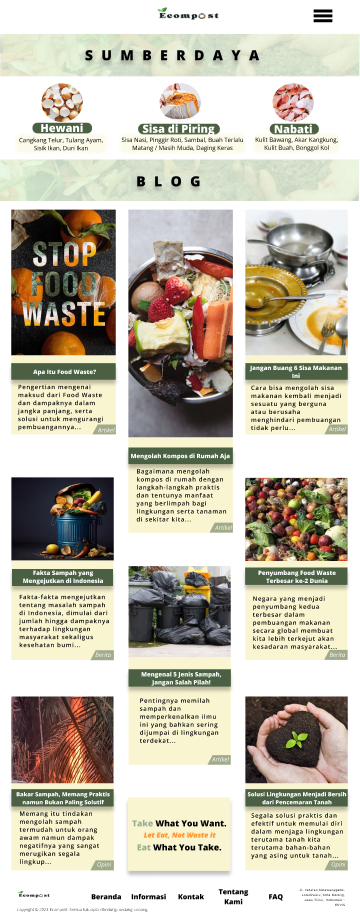 Ecompost
SUMBERDAYA
Hewani
Cangkang Telur, Tulang Ayam,
Sisik Ikan, Duri Ikan
Sisa di Piring
Sisa Nasi, Pinggir Roti, Sambal, Buah Terlalu
Matang / Masih Muda, Daging Keras
Nabati
Kulit Bawang, Akar Kangkung,
Kulit Buah, Bonggol Kol
BLOG
STOP
FOOD
WASTE
Apa Itu Food Waste?
Pengertian mengenai
maksud dari Food Waste
dan dampaknya dalam
jangka panjang, serta
solusi untuk mengurangi
pembuangannya...
Artikel
Mengolah Kompos di Rumah Aja
Bagaimana mengolah
kompos di rumah dengan
langkah-langkah praktis
dan tentunya manfaat
yang berlimpah bagi
lingkungan serta tanaman
di sekitar kita...
Artikel
Jangan Buang 6 Sisa Makanan
Ini
Cara bisa mengolah sisa
makanan kembali menjadi
sesuatu yang berguna
atau berusaha
menghindari pembuangan
tidak perlu...
Artikel
Fakta Sampah yang
Mengejutkan di Indonesia
Fakta-fakta mengejutkan
tentang masalah sampah
di Indonesia, dimulai dari
jumlah hingga dampaknya
terhadap lingkungan
masyarakat sekaligus
kesehatan bumi...
Berita
Mengenal 5 Jenis Sampah,
Jangan Salah Pilah!
Pentingnya memilah
sampah dan
memperkenalkan ilmu
ini yang bahkan sering
dijumpai di lingkungan
terdekat...
Artikel
Penyumbang Food Waste
Terbesar ke-2 Dunia
Negara yang menjadi
penyumbang kedua
terbesar dalam
pembuangan makanan
secara global membuat
kita lebih terkejut akan
kesadaran masyarakat...
Berita
Bakar Sampah, Memang Praktis
namun Bukan Paling Solutif
Memang itu tindakan
mengolah sampah
termudah untuk orang
awam namun dampak
negatifnya yang sangat
merugikan segala
lingkup...
Opini
Take What You Want.
Let Eat, Not Waste It
Eat What You Take.
Solusi Lingkungan Menjadi Bersih
dari Pencemaran Tanah
Segala solusi praktis dan
efektif untuk memulai diri
dalam menjaga lingkungan
terutama tanah kita
terutama bahan-bahan
yang asing untuk tanah...
Opini
Ecompost
Beranda
Informasi
Kontak
Tentang
Kami
FAQ